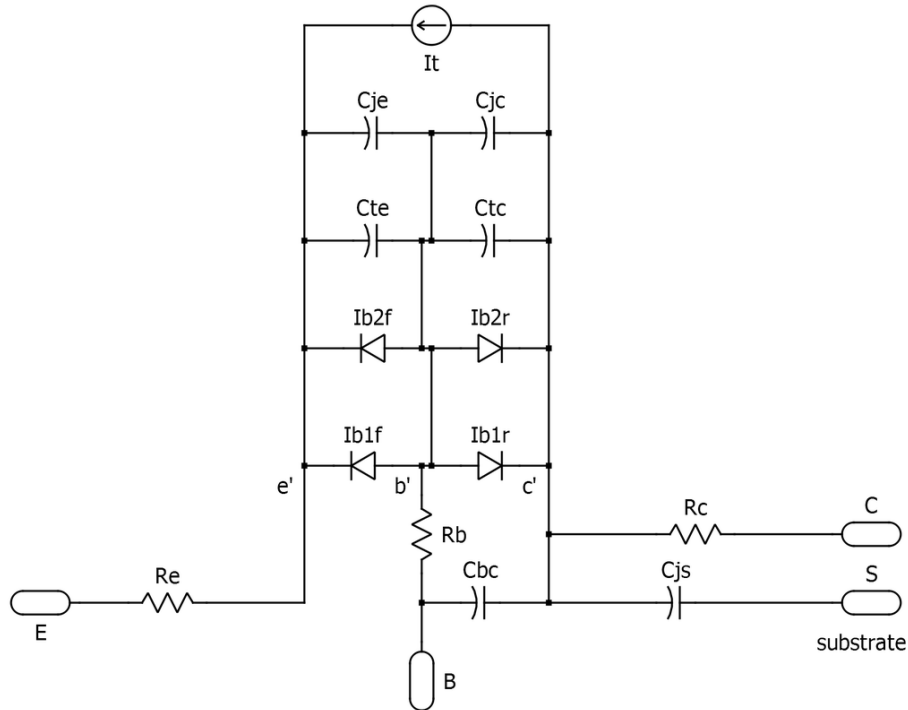 It
Cje
Cjc
Cte
Ctc
Ib2f
Ib2r
Ib1f
Ib1r
e'
b'
c'
Rb
Rc
C
Re
Cbc
Cjs
S
E
substrate
B